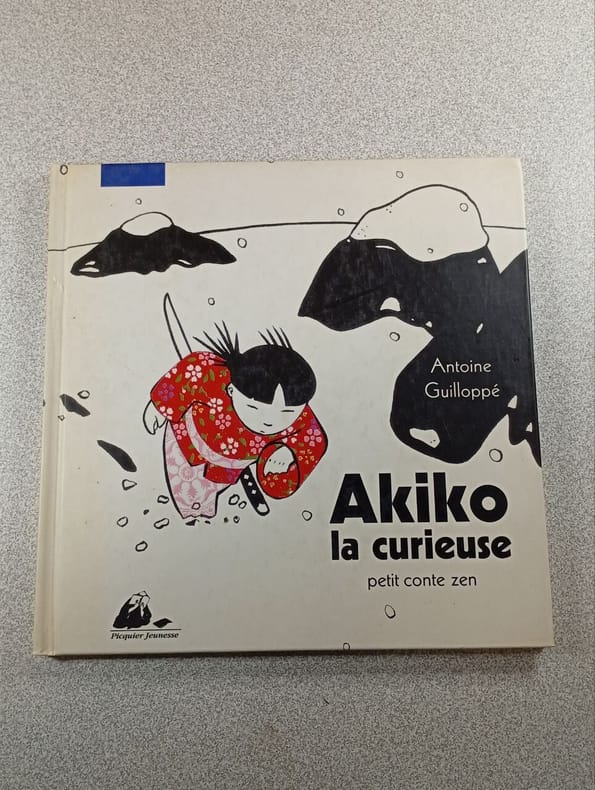 Antoine
Guilloppé
Akiko
la curieuse
petit conte zen
Picquier Jeunesse